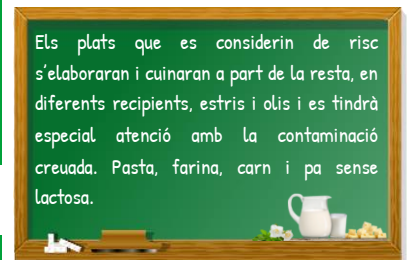 Els plats que es considerin de risc
s'elaboraran i cuinaran a part de la resta, en
diferents recipients, estris i olis i es tindrà
especial atenció amb la contaminació
creuada. Pasta, farina, carn i pa sense
lactosa.